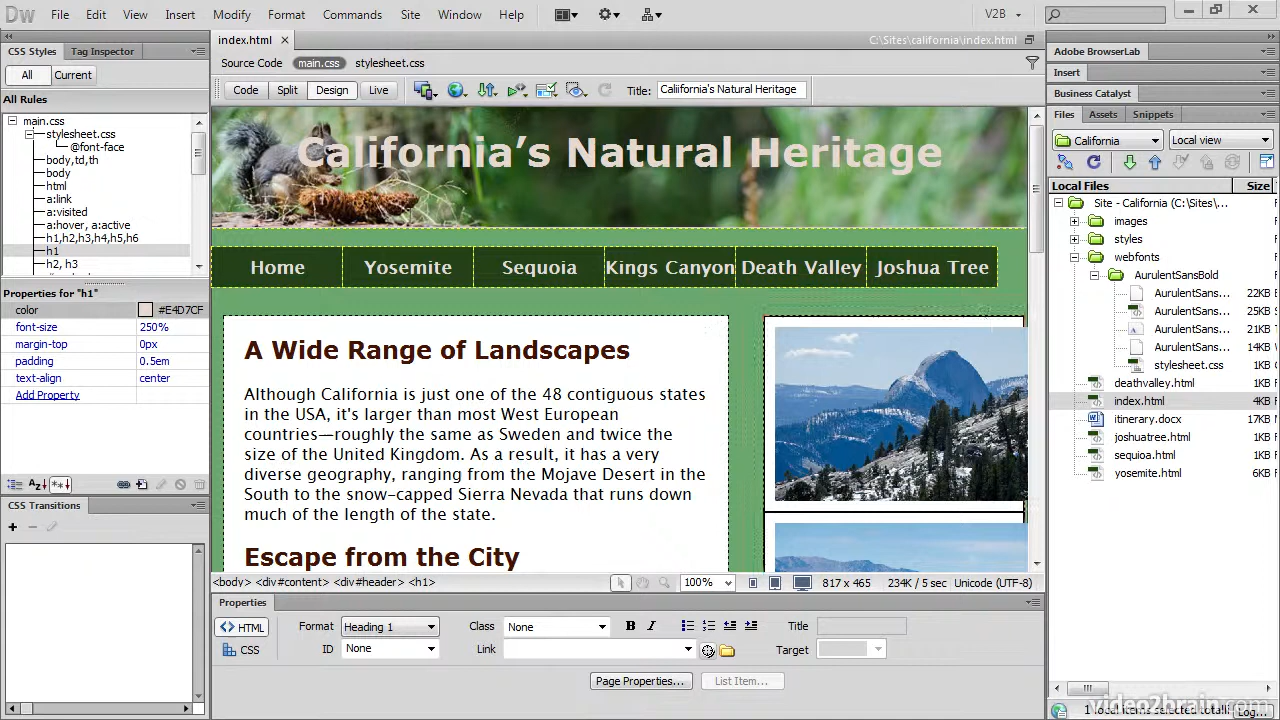 Dw File Edit View Insert Modify Format Commands Site Window Help V2B
CSS Styles Tag Inspector
All Current
All Rules
main.css
stylesheet.css
@font-face
body,td,th
body
html
a:link
a:visited
a:hover, a:active
h1,h2,h3,h4,h5,h6
h1
h2, h3
Properties for "h1"
color #E4D7CF
font-size 250%
margin-top 0px
padding 0.5em
text-align center
Add Property
CSS Transitions
index.html C:\Sites\california\index.html
Source Code main.css stylesheet.css
Code Split Design Live Title: California's Natural Heritage
California’s Natural Heritage
Home Yosemite Sequoia Kings Canyon Death Valley Joshua Tree
A Wide Range of Landscapes
Although California is just one of the 48 contiguous states
in the USA, it's larger than most West European
countries—roughly the same as Sweden and twice the
size of the United Kingdom. As a result, it has a very
diverse geography, ranging from the Mojave Desert in the
South to the snow-capped Sierra Nevada that runs down
much of the length of the state.
Escape from the City
<body> <div#content> <div#header> <h1> 100% 817 x 465 234K / 5 sec Unicode (UTF-8)
Properties
HTML Format Heading 1 Class None B I Title
CSS ID None Link Target
Page Properties... List Item...
Adobe BrowserLab
Insert
Business Catalyst
Files Assets Snippets
California Local view
Local Files Size
Site - California (C:\Sites\...
images
styles
webfonts
AurulentSansBold
AurulentSans... 22KB
AurulentSans... 25KB
AurulentSans... 21KB
AurulentSans... 14KB
stylesheet.css 1KB
deathvalley.html 1KB
index.html 4KB
itinerary.docx 17KB
joshuatree.html 1KB
sequoia.html 1KB
yosemite.html 6KB
1 local items selected totalli Log...
video2brain.com